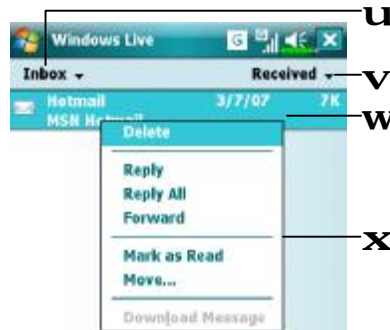 u
Windows Live G
Inbox Received
v
Hotmail 3/7/07 7K
w
MSN Hotmail
Delete
Reply
Reply All
Forward
x
Mark as Read
Move...
Download Message